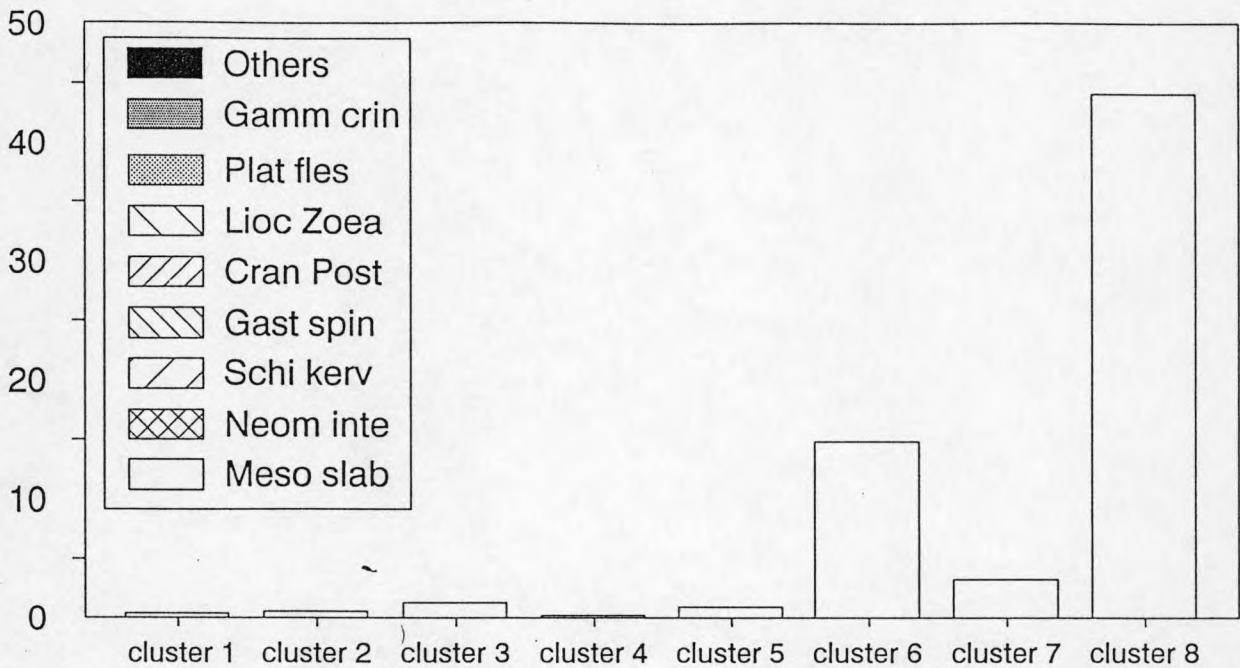 50
40
30
20
10
0
Others
Gamm crin
Plat fles
Lioc Zoea
Cran Post
Gast spin
Schi kerv
Neom inte
Meso slab
cluster 1 cluster 2 cluster 3 cluster 4 cluster 5 cluster 6 cluster 7 cluster 8